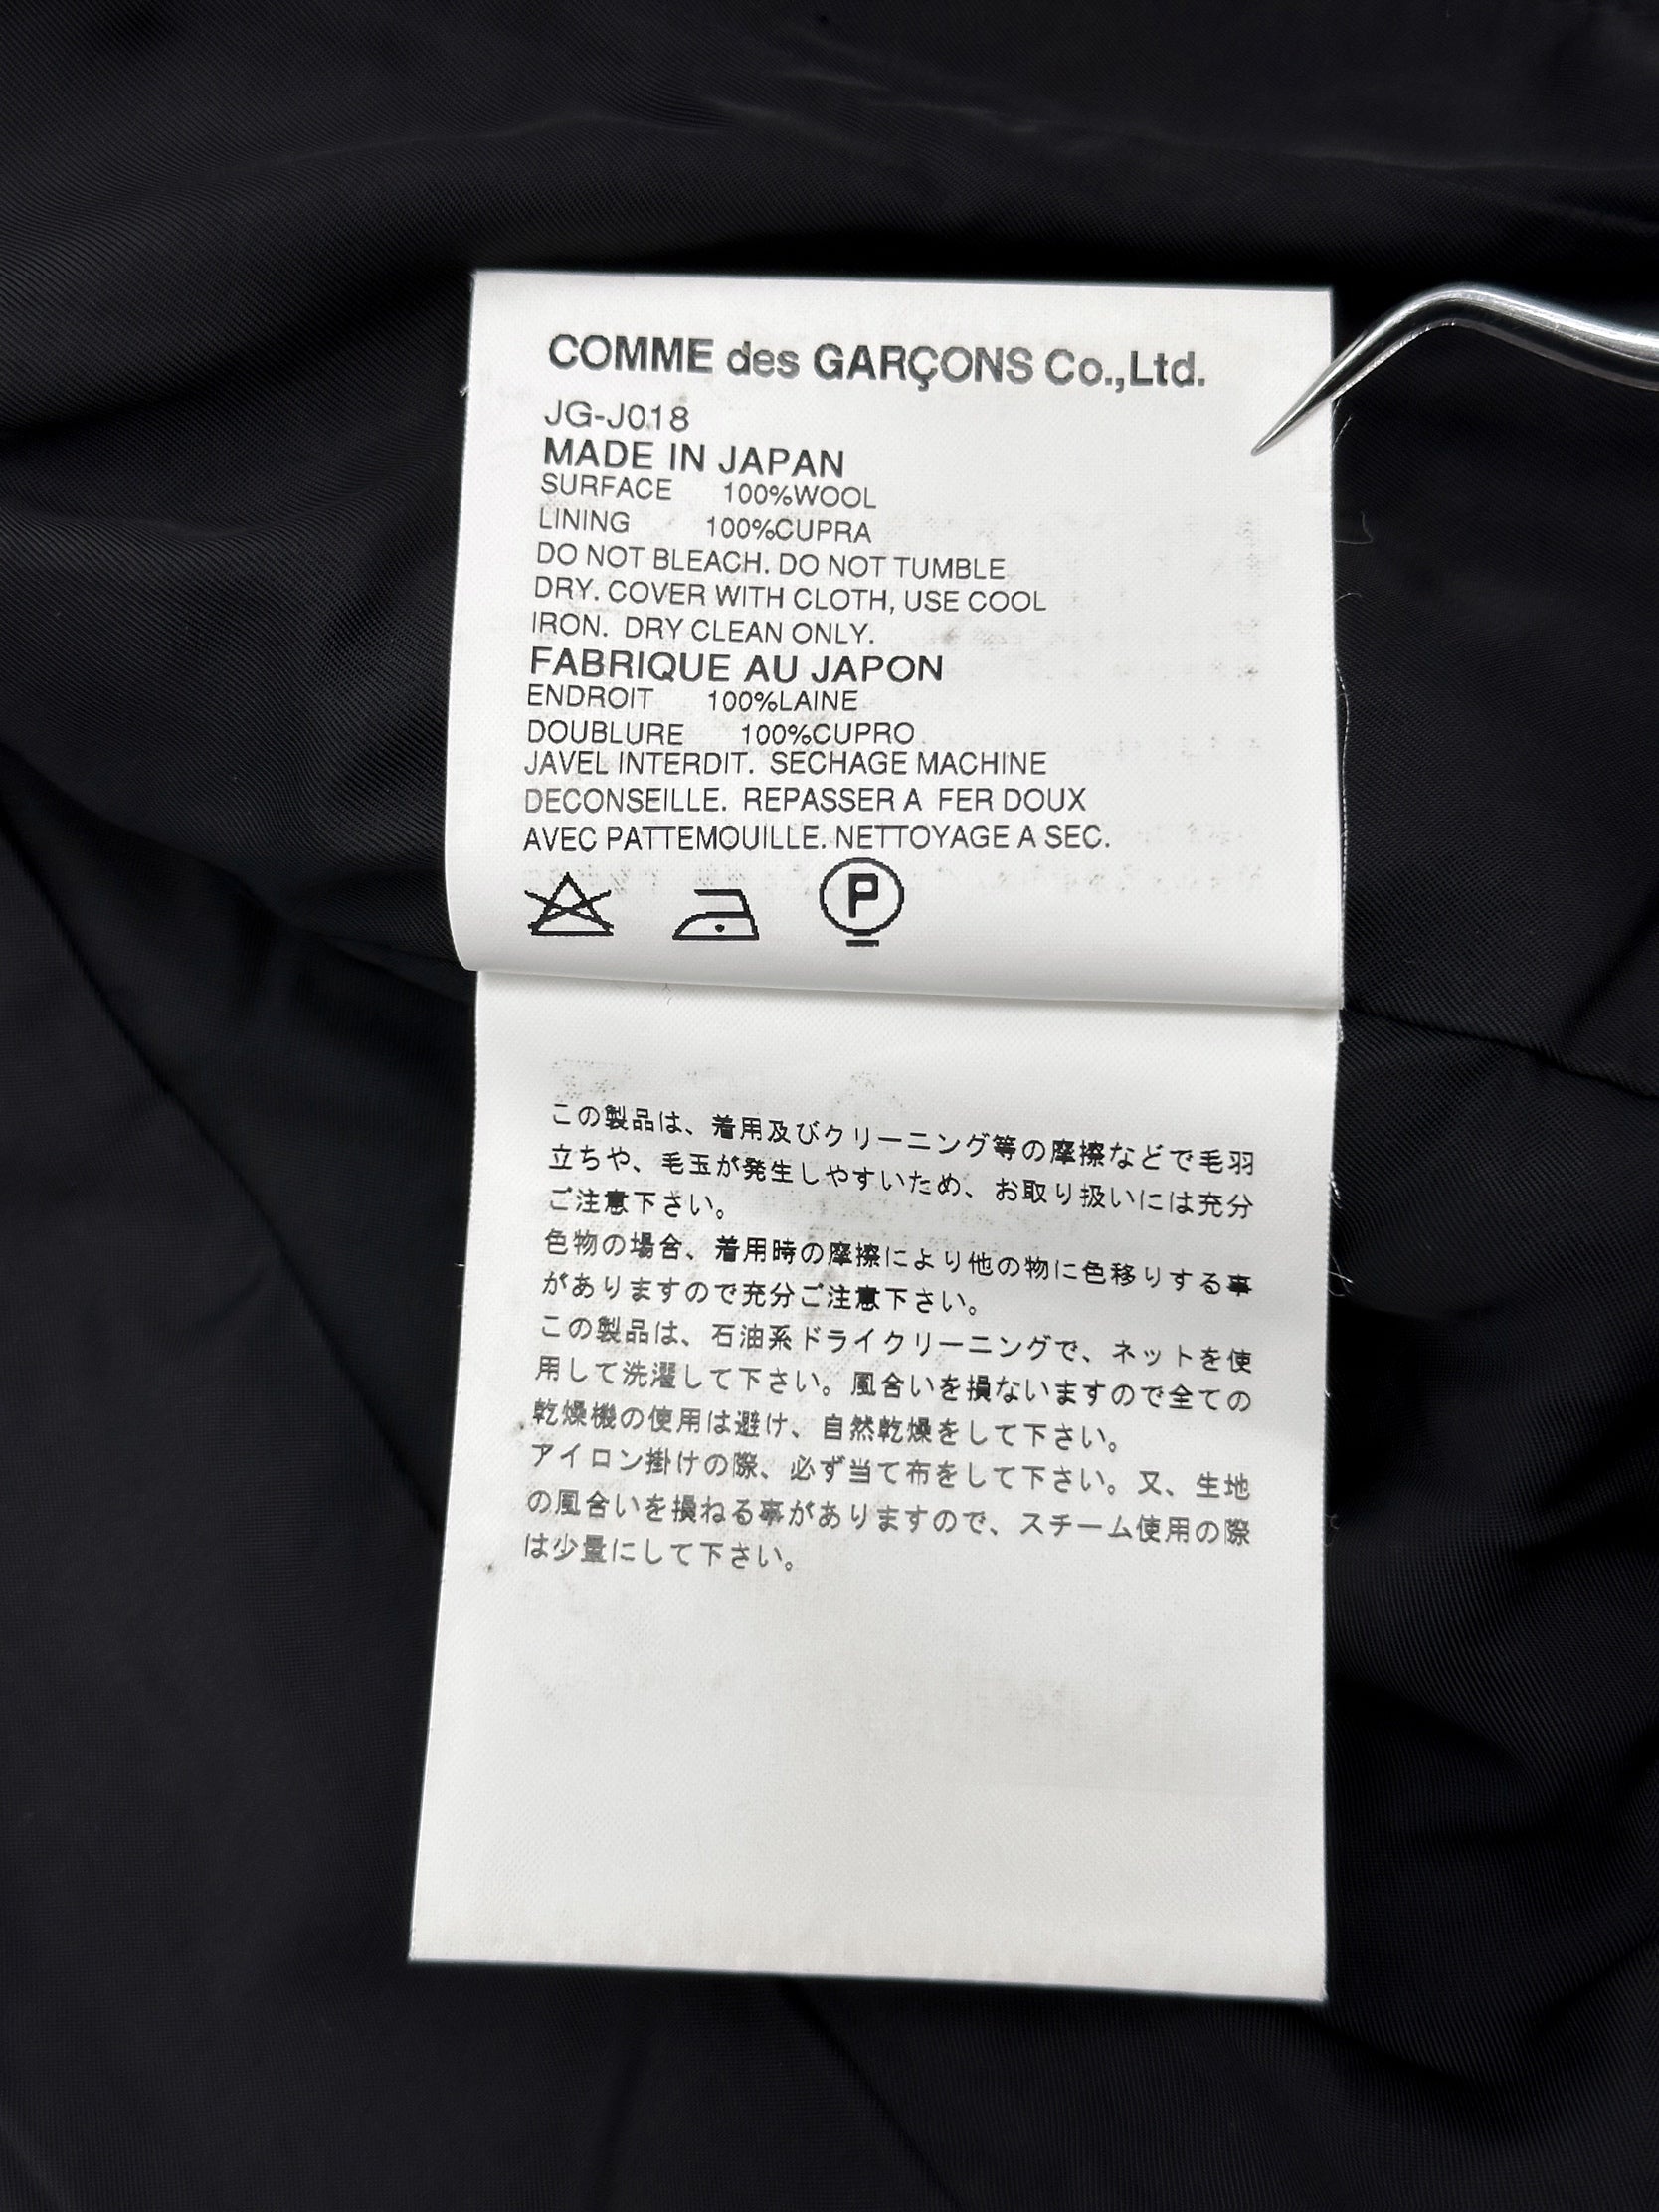 COMME des GARÇONS Co.,Ltd.
JG-J018
MADE IN JAPAN
SURFACE 100%WOOL
LINING 100%CUPRA
DO NOT BLEACH. DO NOT TUMBLE
DRY. COVER WITH CLOTH, USE COOL
IRON. DRY CLEAN ONLY.
FABRIQUE AU JAPON
ENDROIT 100%LAINE
DOUBLURE 100%CUPRO
JAVEL INTERDIT. SECHAGE MACHINE
DECONSEILLE. REPASSER A FER DOUX
AVEC PATTEMOUILLE. NETTOYAGE A SEC.
P
この製品は、着用及びクリーニング等の摩擦などで毛羽
立ちや、毛玉が発生しやすいため、お取り扱いには充分
ご注意下さい。
色物の場合、着用時の摩擦により他の物に色移りする事
がありますので充分ご注意下さい。
この製品は、石油系ドライクリーニングで、ネットを使
用して洗濯して下さい。風合いを損ないますので全ての
乾燥機の使用は避け、自然乾燥をして下さい。
アイロン掛けの際、必ず当て布をして下さい。又、生地
の風合いを損ねる事がありますので、スチーム使用の際
は少量にして下さい。